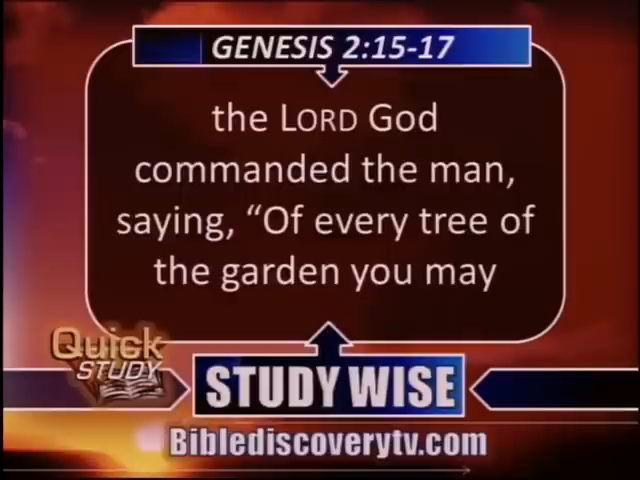 GENESIS 2:15-17
the LORD God
commanded the man,
saying, “Of every tree of
the garden you may
Quick
STUDY
STUDY WISE
Biblediscoverytv.com